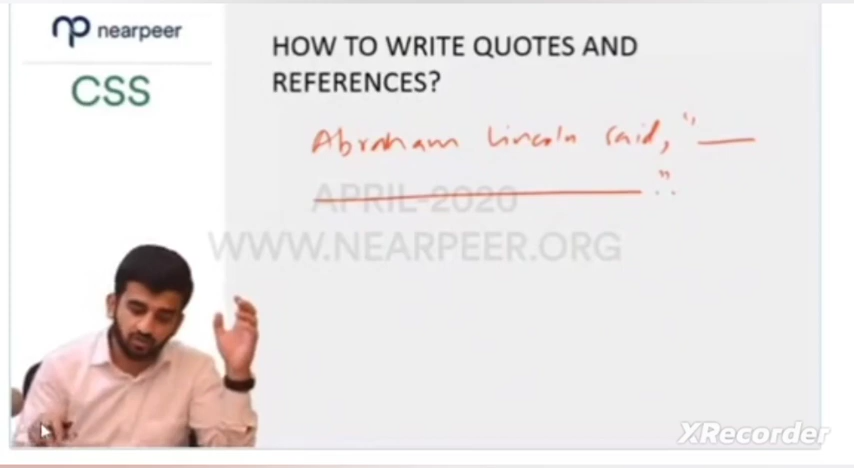 nearpeer
CSS
HOW TO WRITE QUOTES AND
REFERENCES?
Abraham Lincoln said, "
"
APRIL-2020
WWW.NEARPEER.ORG
XRecorder